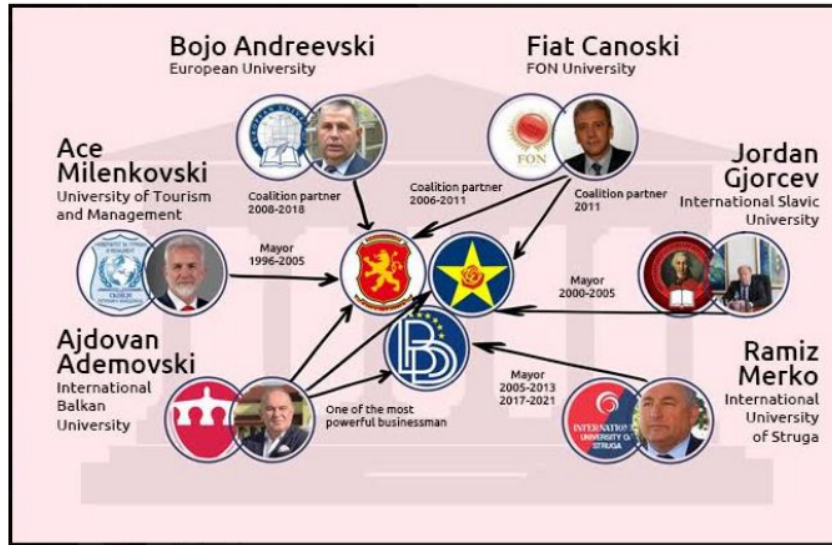 Bojo Andreevski
European University
Fiat Canoski
FON University
FON
Ace
Milenkovski
University of Tourism
and Management
Coalition partner
2008-2018
Coalition partner
2006-2011
Coalition partner
2011
Jordan
Gjorcev
International Slavic
University
Mayor
1996-2005
Mayor
2000-2005
Ajdovan
Ademovski
International
Balkan
University
One of the most
powerful businessman
Mayor
2005-2013
2017-2021
INTERNATION
UNIVERSITY O
STRUGA
Ramiz
Merko
International
University
of Struga